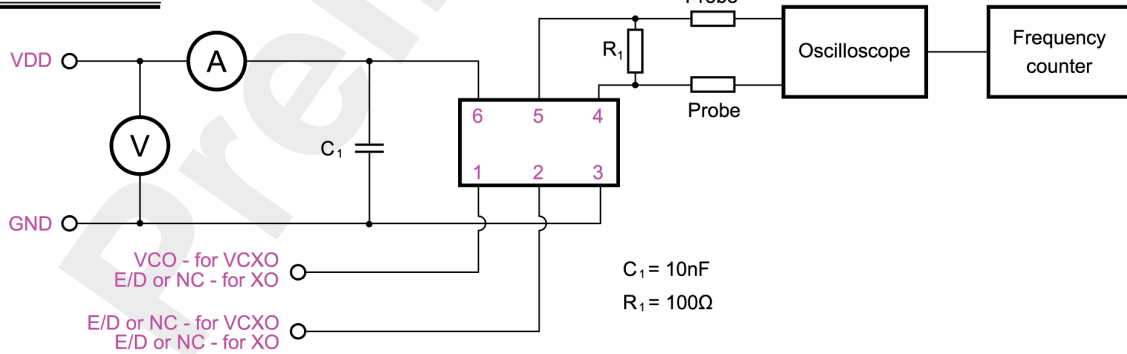 Probe
VDD
A
R₁
Oscilloscope
Frequency
counter
Probe
6 5 4
V
C₁
1 2 3
GND
VCO - for VCXO
E/D or NC - for XO
C₁ = 10nF
R₁ = 100Ω
E/D or NC - for VCXO
E/D or NC - for XO